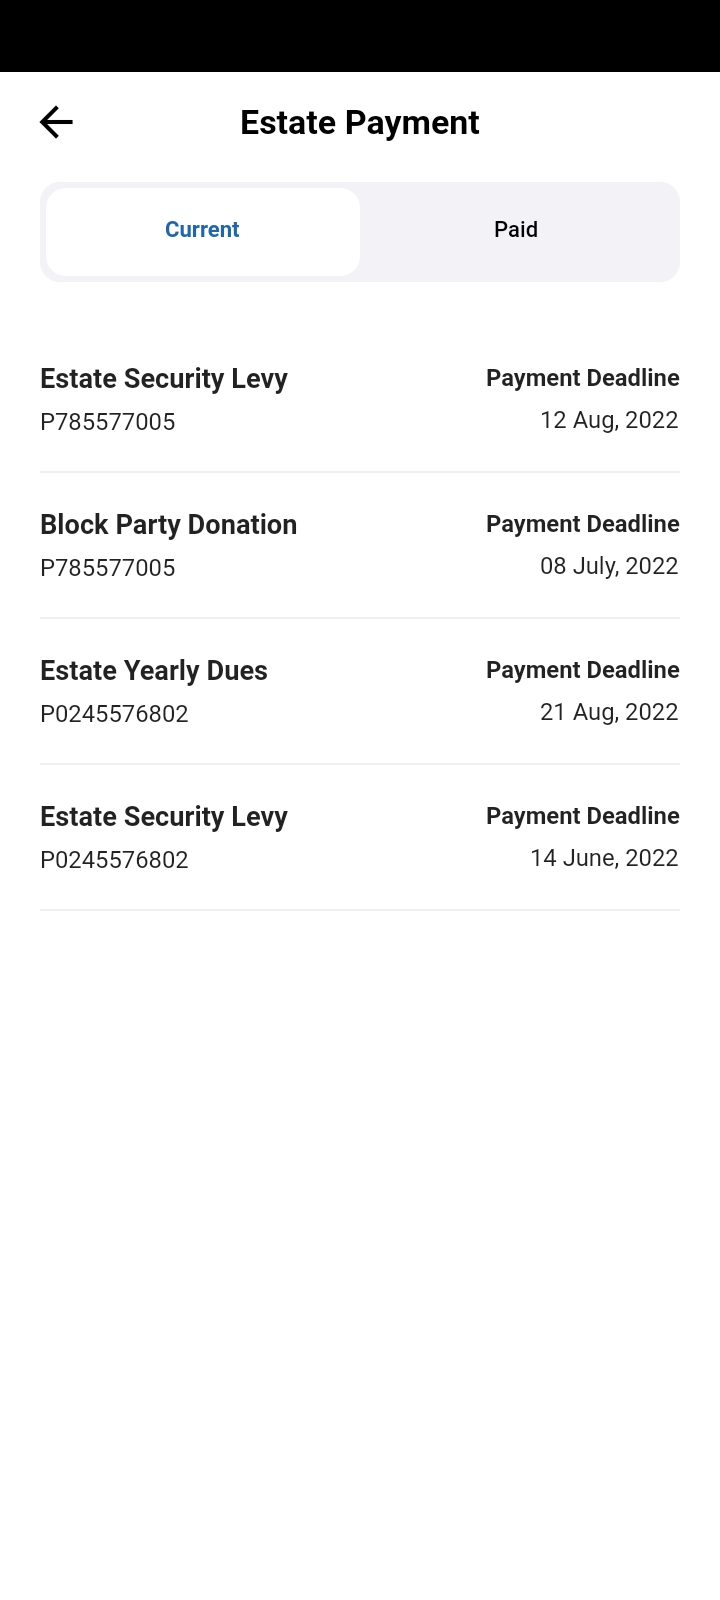 Estate Payment
Current
Paid
Estate Security Levy
Payment Deadline
P785577005
12 Aug, 2022
Block Party Donation
Payment Deadline
P785577005
08 July, 2022
Estate Yearly Dues
Payment Deadline
P0245576802
21 Aug, 2022
Estate Security Levy
Payment Deadline
P0245576802
14 June, 2022